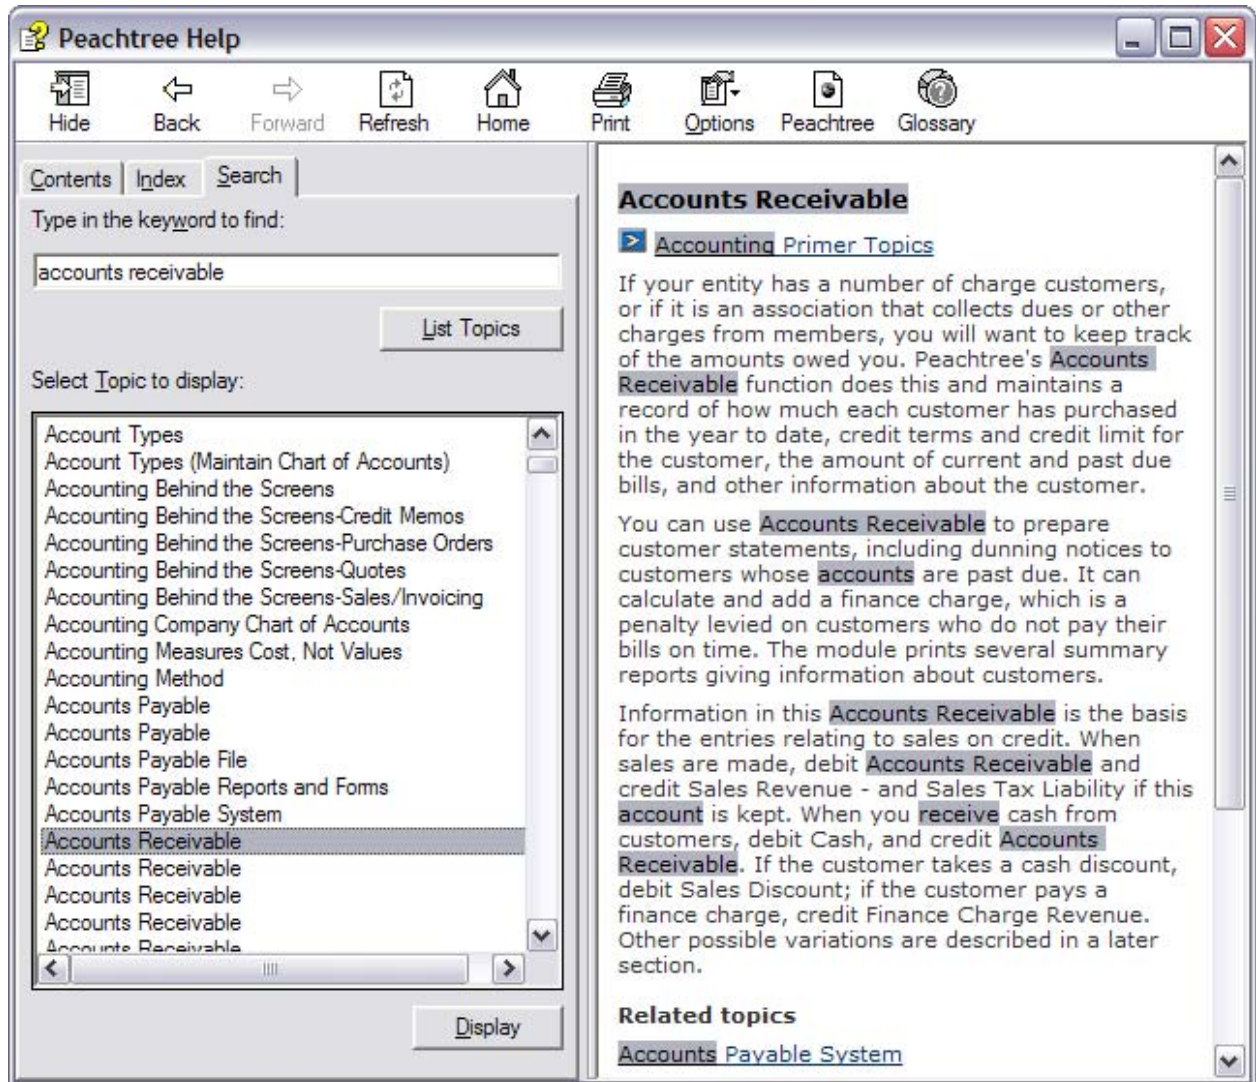 Peachtree Help
Hide Back Forward Refresh Home Print Options Peachtree Glossary
Contents Index Search
Type in the keyword to find:
accounts receivable
List Topics
Select Topic to display:
Account Types
Account Types (Maintain Chart of Accounts)
Accounting Behind the Screens
Accounting Behind the Screens-Credit Memos
Accounting Behind the Screens-Purchase Orders
Accounting Behind the Screens-Quotes
Accounting Behind the Screens-Sales/Invoicing
Accounting Company Chart of Accounts
Accounting Measures Cost, Not Values
Accounting Method
Accounts Payable
Accounts Payable
Accounts Payable File
Accounts Payable Reports and Forms
Accounts Payable System
Accounts Receivable
Accounts Receivable
Accounts Receivable
Accounts Receivable
Accounts Receivable
Display
Accounts Receivable
Accounting Primer Topics
If your entity has a number of charge customers,
or if it is an association that collects dues or other
charges from members, you will want to keep track
of the amounts owed you. Peachtree's Accounts
Receivable function does this and maintains a
record of how much each customer has purchased
in the year to date, credit terms and credit limit for
the customer, the amount of current and past due
bills, and other information about the customer.
You can use Accounts Receivable to prepare
customer statements, including dunning notices to
customers whose accounts are past due. It can
calculate and add a finance charge, which is a
penalty levied on customers who do not pay their
bills on time. The module prints several summary
reports giving information about customers.
Information in this Accounts Receivable is the basis
for the entries relating to sales on credit. When
sales are made, debit Accounts Receivable and
credit Sales Revenue - and Sales Tax Liability if this
account is kept. When you receive cash from
customers, debit Cash, and credit Accounts
Receivable. If the customer takes a cash discount,
debit Sales Discount; if the customer pays a
finance charge, credit Finance Charge Revenue.
Other possible variations are described in a later
section.
Related topics
Accounts Payable System